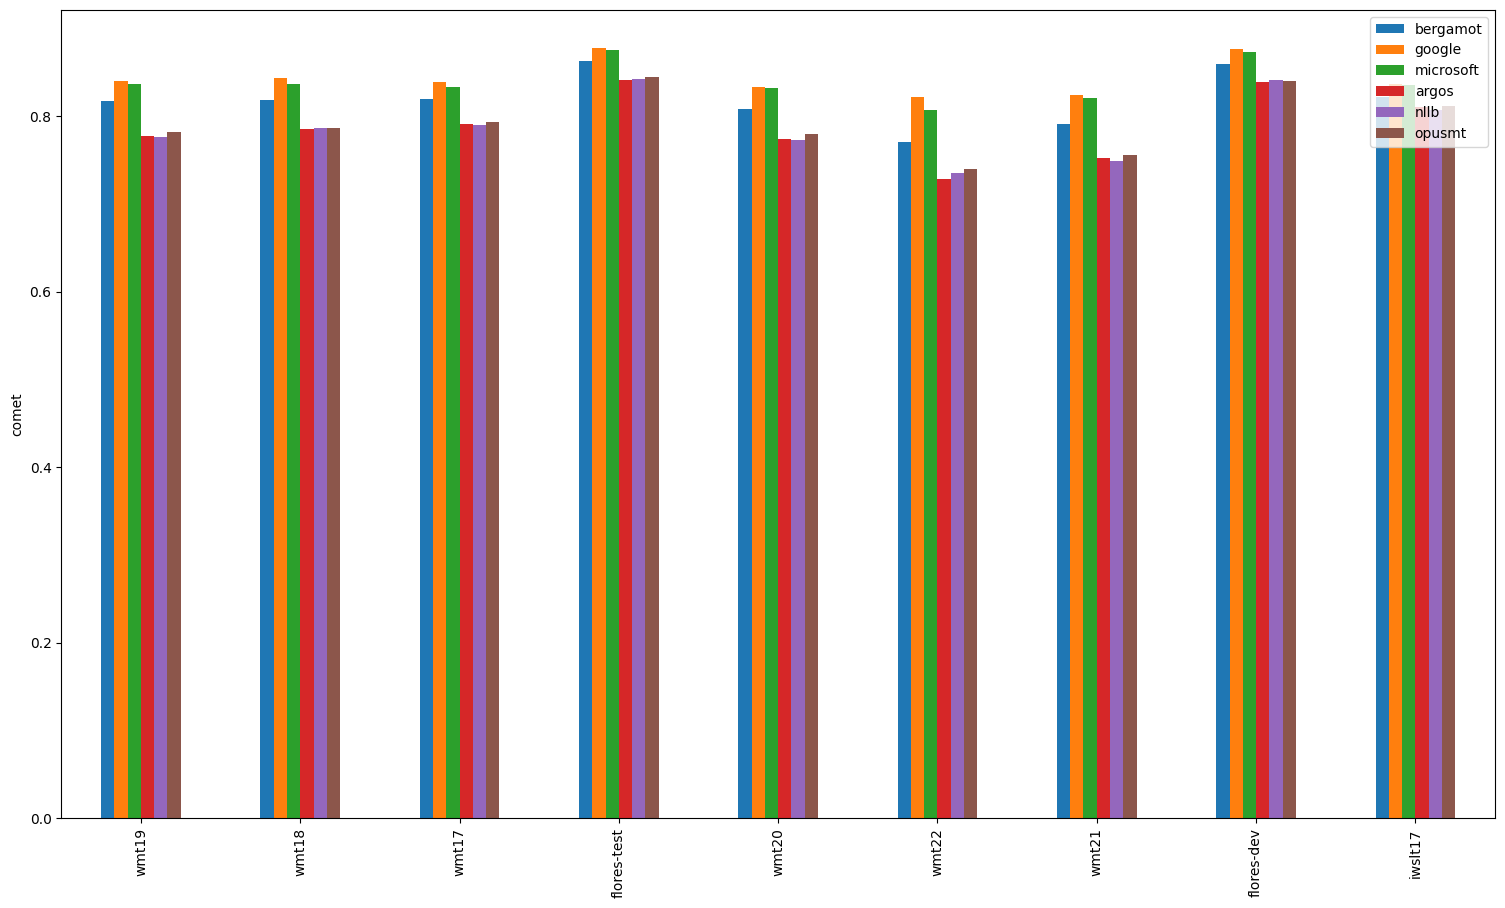 bergamot
google
microsoft
argos
nllb
opusmt
comet
0.8
0.6
0.4
0.2
0.0
wmt19
wmt18
wmt17
flores-test
wmt20
wmt22
wmt21
flores-dev
iwslt17